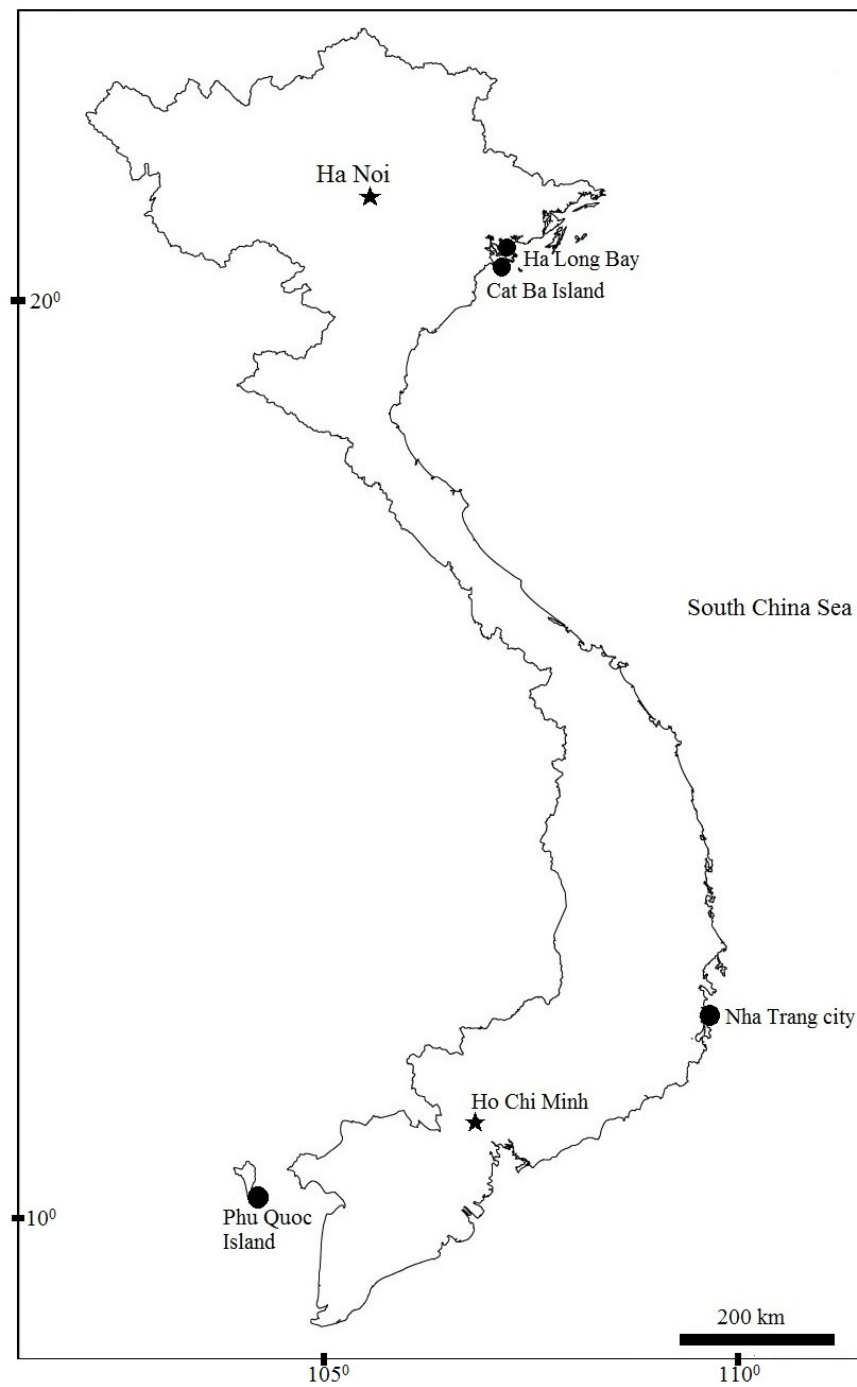 Ha Noi
Ha Long Bay
Cat Ba Island
20⁰
South China Sea
Nha Trang city
Ho Chi Minh
Phu Quoc
Island
10⁰
200 km
105⁰
110⁰